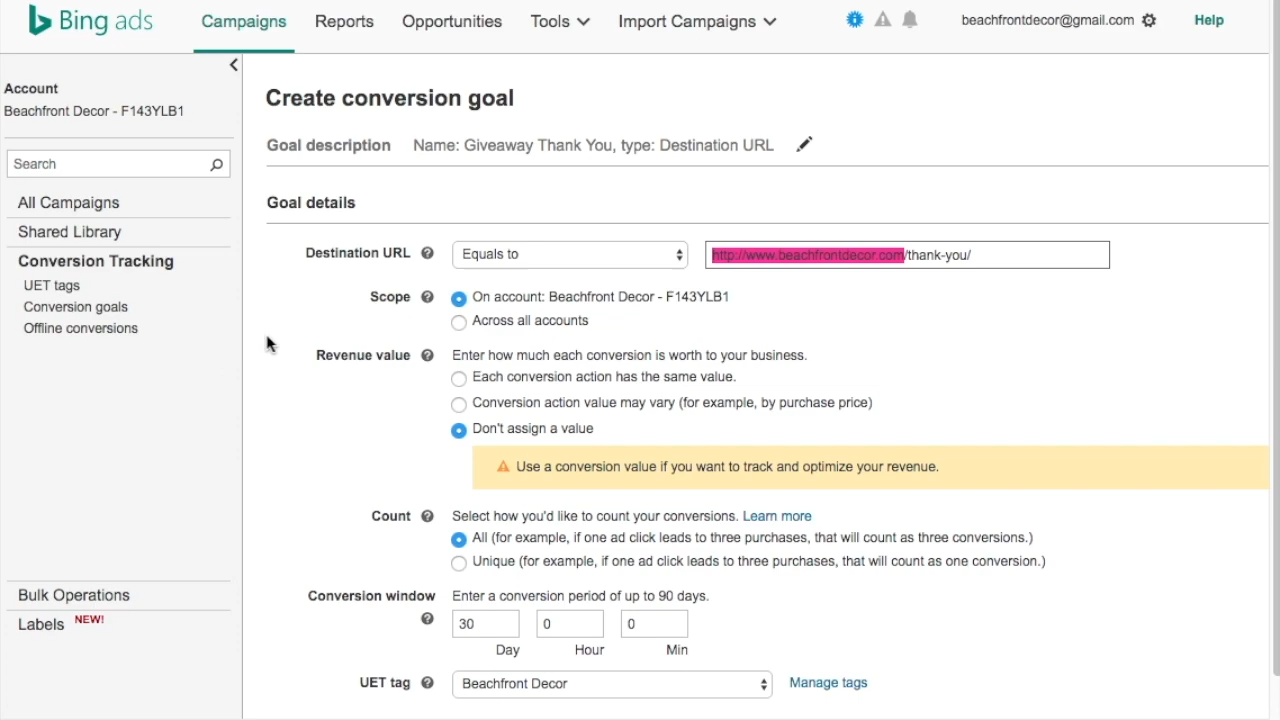 Bing ads Campaigns Reports Opportunities Tools Import Campaigns beachfrontdecor@gmail.com Help
Account
Beachfront Decor - F143YLB1
Search
All Campaigns
Shared Library
Conversion Tracking
UET tags
Conversion goals
Offline conversions
Bulk Operations
Labels NEW!
Create conversion goal
Goal description Name: Giveaway Thank You, type: Destination URL
Goal details
Destination URL Equals to http://www.beachfrontdecor.com/thank-you/
Scope On account: Beachfront Decor - F143YLB1
Across all accounts
Revenue value Enter how much each conversion is worth to your business.
Each conversion action has the same value.
Conversion action value may vary (for example, by purchase price)
Don't assign a value
Use a conversion value if you want to track and optimize your revenue.
Count Select how you'd like to count your conversions. Learn more
All (for example, if one ad click leads to three purchases, that will count as three conversions.)
Unique (for example, if one ad click leads to three purchases, that will count as one conversion.)
Conversion window Enter a conversion period of up to 90 days.
30 0 0
Day Hour Min
UET tag Beachfront Decor Manage tags